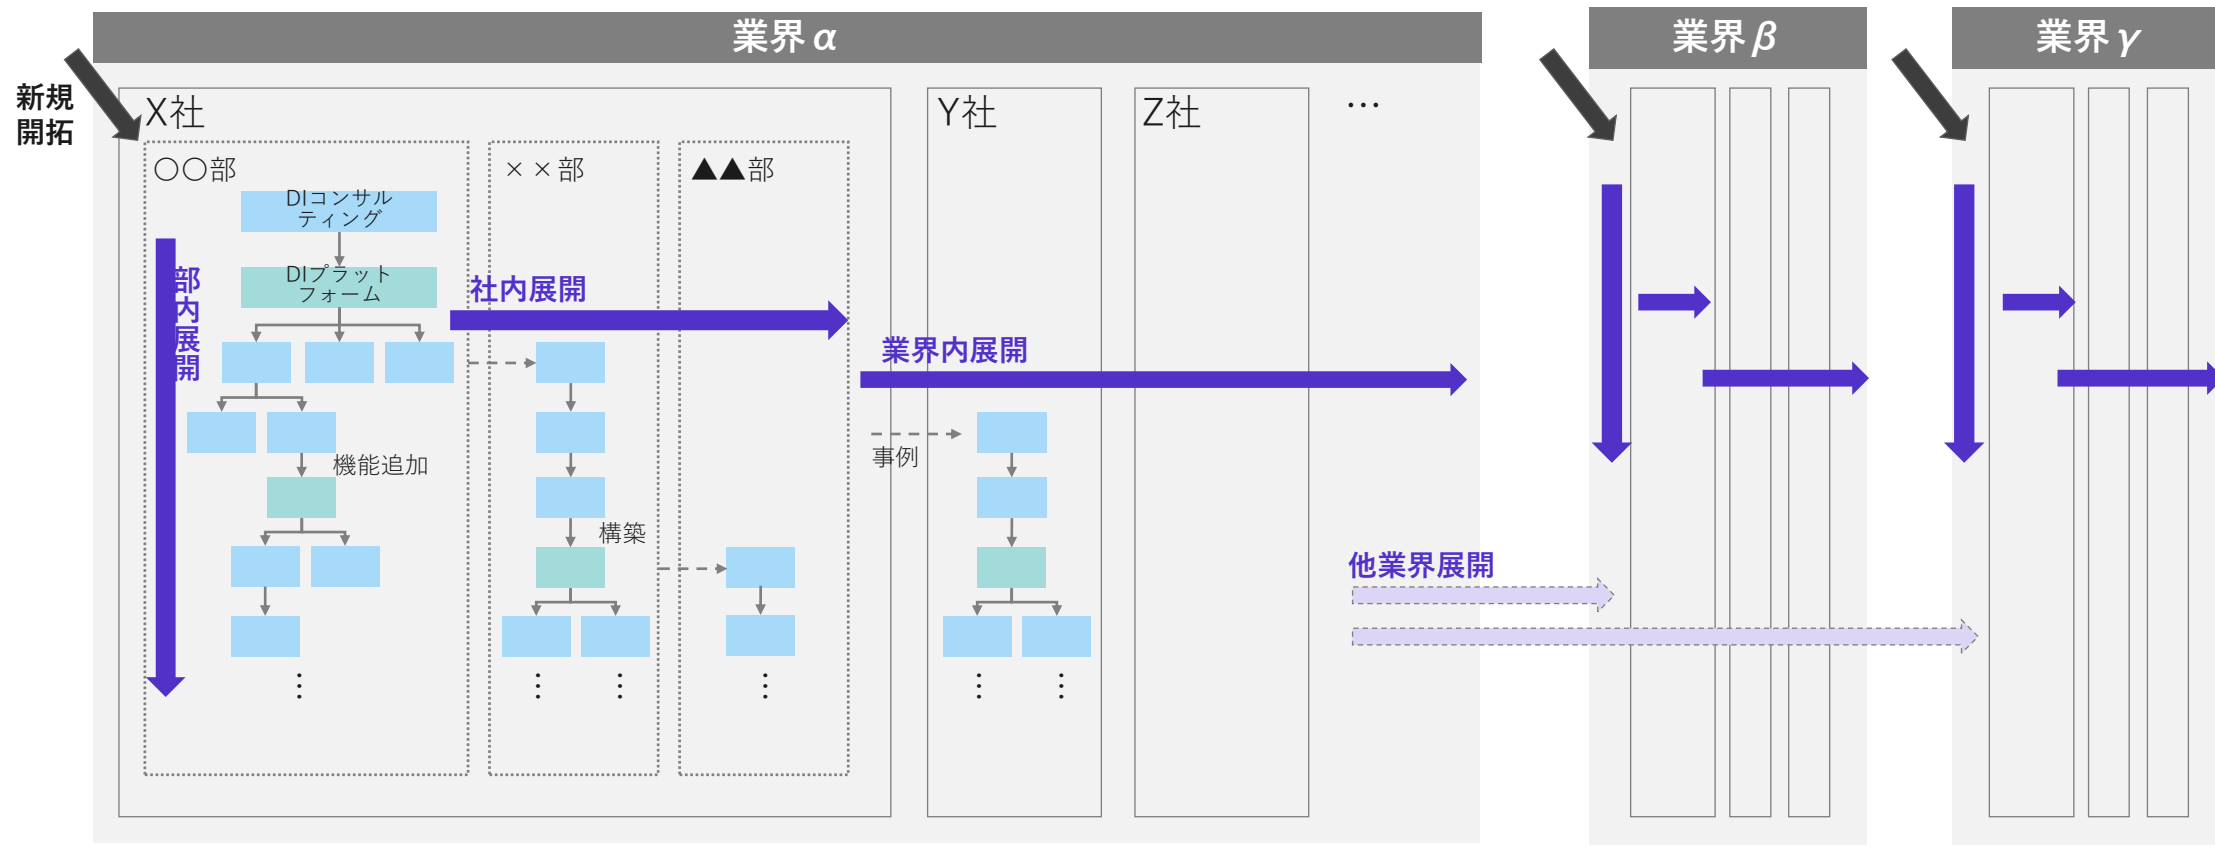 業界α
業界β
業界γ
新規
開拓
X社
Y社
Z社
…
〇〇部
××部
▲▲部
DIコンサル
ティング
DIプラット
フォーム
部内展開
社内展開
業界内展開
事例
機能追加
構築
他業界展開
⋮
⋮
⋮
⋮
⋮
⋮